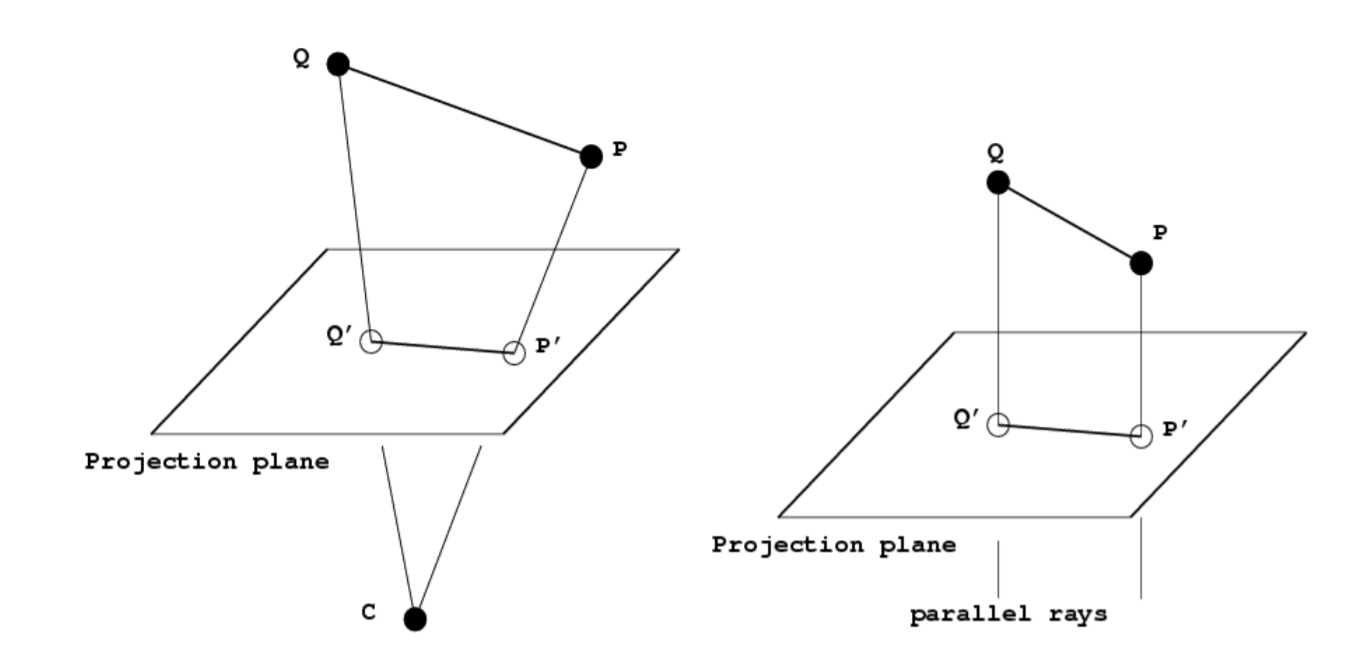 Q
P
Q′
P′
Projection plane
C
Q
P
Q′
P′
Projection plane
parallel rays